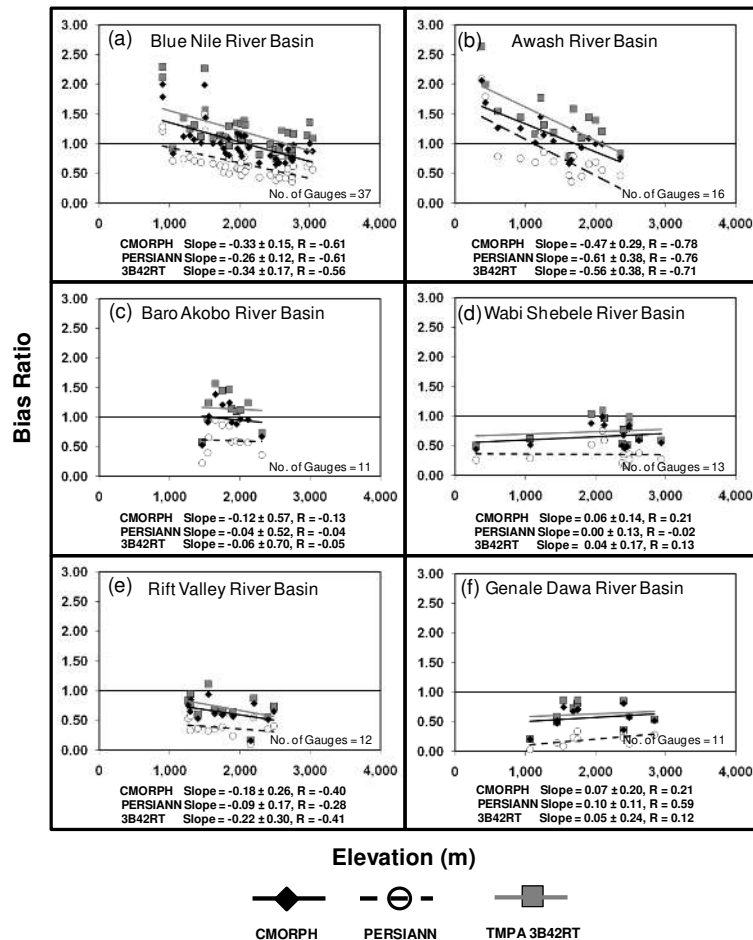 (a) Blue Nile River Basin
3.00
2.50
2.00
1.50
1.00
0.50
0.00
No. of Gauges = 37
0 1,000 2,000 3,000 4,000
CMORPH Slope = -0.33 ± 0.15, R = -0.61
PERSIANN Slope = -0.26 ± 0.12, R = -0.61
3B42RT Slope = -0.34 ± 0.17, R = -0.56
(b) Awash River Basin
3.00
2.50
2.00
1.50
1.00
0.50
0.00
No. of Gauges = 16
0 1,000 2,000 3,000 4,000
CMORPH Slope = -0.47 ± 0.29, R = -0.78
PERSIANN Slope = -0.61 ± 0.38, R = -0.76
3B42RT Slope = -0.56 ± 0.38, R = -0.71
(c) Baro Akobo River Basin
3.00
2.50
2.00
1.50
1.00
0.50
0.00
No. of Gauges = 11
0 1,000 2,000 3,000 4,000
CMORPH Slope = -0.12 ± 0.57, R = -0.13
PERSIANN Slope = -0.04 ± 0.52, R = -0.04
3B42RT Slope = -0.06 ± 0.70, R = -0.05
(d) Wabi Shebele River Basin
3.00
2.50
2.00
1.50
1.00
0.50
0.00
No. of Gauges = 13
0 1,000 2,000 3,000 4,000
CMORPH Slope = 0.06 ± 0.14, R = 0.21
PERSIANN Slope = 0.00 ± 0.13, R = -0.02
3B42RT Slope = 0.04 ± 0.17, R = 0.13
(e) Rift Valley River Basin
3.00
2.50
2.00
1.50
1.00
0.50
0.00
No. of Gauges = 12
0 1,000 2,000 3,000 4,000
CMORPH Slope = -0.18 ± 0.26, R = -0.40
PERSIANN Slope = -0.09 ± 0.17, R = -0.28
3B42RT Slope = -0.22 ± 0.30, R = -0.41
(f) Genale Dawa River Basin
3.00
2.50
2.00
1.50
1.00
0.50
0.00
No. of Gauges = 11
0 1,000 2,000 3,000 4,000
CMORPH Slope = 0.07 ± 0.20, R = 0.21
PERSIANN Slope = 0.10 ± 0.11, R = 0.59
3B42RT Slope = 0.05 ± 0.24, R = 0.12
Bias Ratio
Elevation (m)
CMORPH PERSIANN TMPA 3B42RT